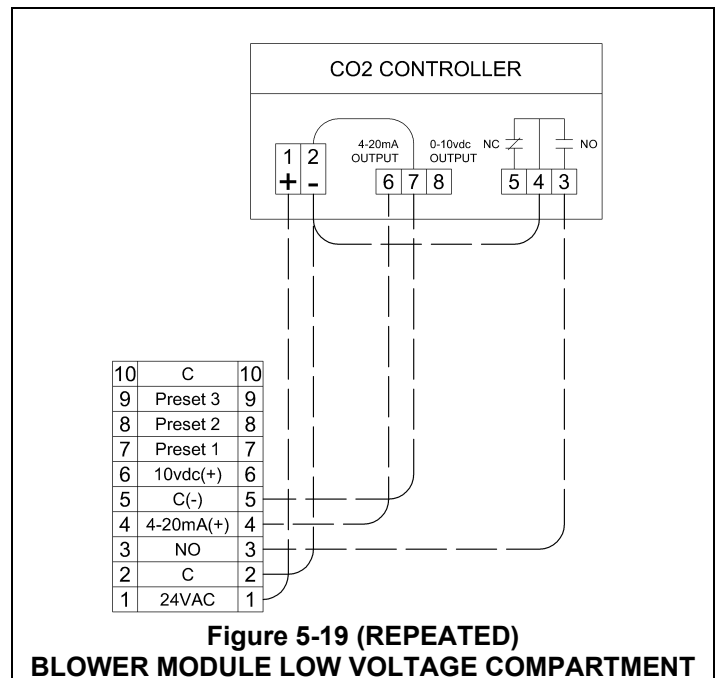 CO2 CONTROLLER
4-20mA 0-10vdc NC NO
OUTPUT OUTPUT
1 2
+ -
6 7 8
5 4 3
10 C 10
9 Preset 3 9
8 Preset 2 8
7 Preset 1 7
6 10vdc(+) 6
5 C(-) 5
4 4-20mA(+) 4
3 NO 3
2 C 2
1 24VAC 1
Figure 5-19 (REPEATED)
BLOWER MODULE LOW VOLTAGE COMPARTMENT